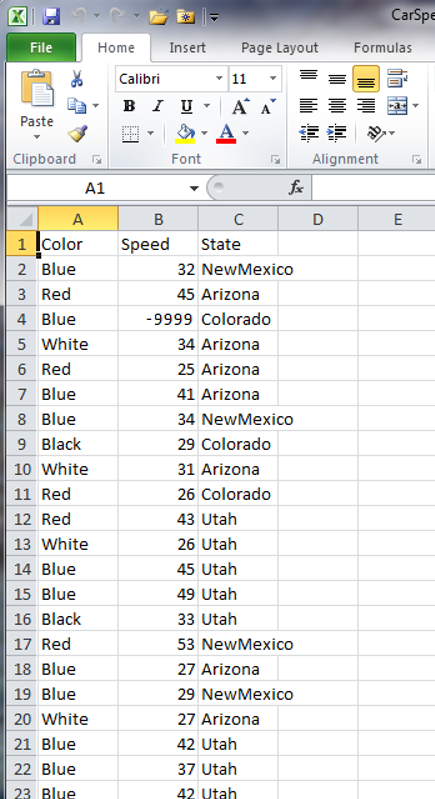 CarSpe
File Home Insert Page Layout Formulas
Calibri 11
Paste B I U A A
A
Clipboard Font Alignment
A1 fx
A B C D E
1 Color Speed State
2 Blue 32 NewMexico
3 Red 45 Arizona
4 Blue -9999 Colorado
5 White 34 Arizona
6 Red 25 Arizona
7 Blue 41 Arizona
8 Blue 34 NewMexico
9 Black 29 Colorado
10 White 31 Arizona
11 Red 26 Colorado
12 Red 43 Utah
13 White 26 Utah
14 Blue 45 Utah
15 Blue 49 Utah
16 Black 33 Utah
17 Red 53 NewMexico
18 Blue 27 Arizona
19 Blue 29 NewMexico
20 White 27 Arizona
21 Blue 42 Utah
22 Blue 37 Utah
23 Blue 42 Utah